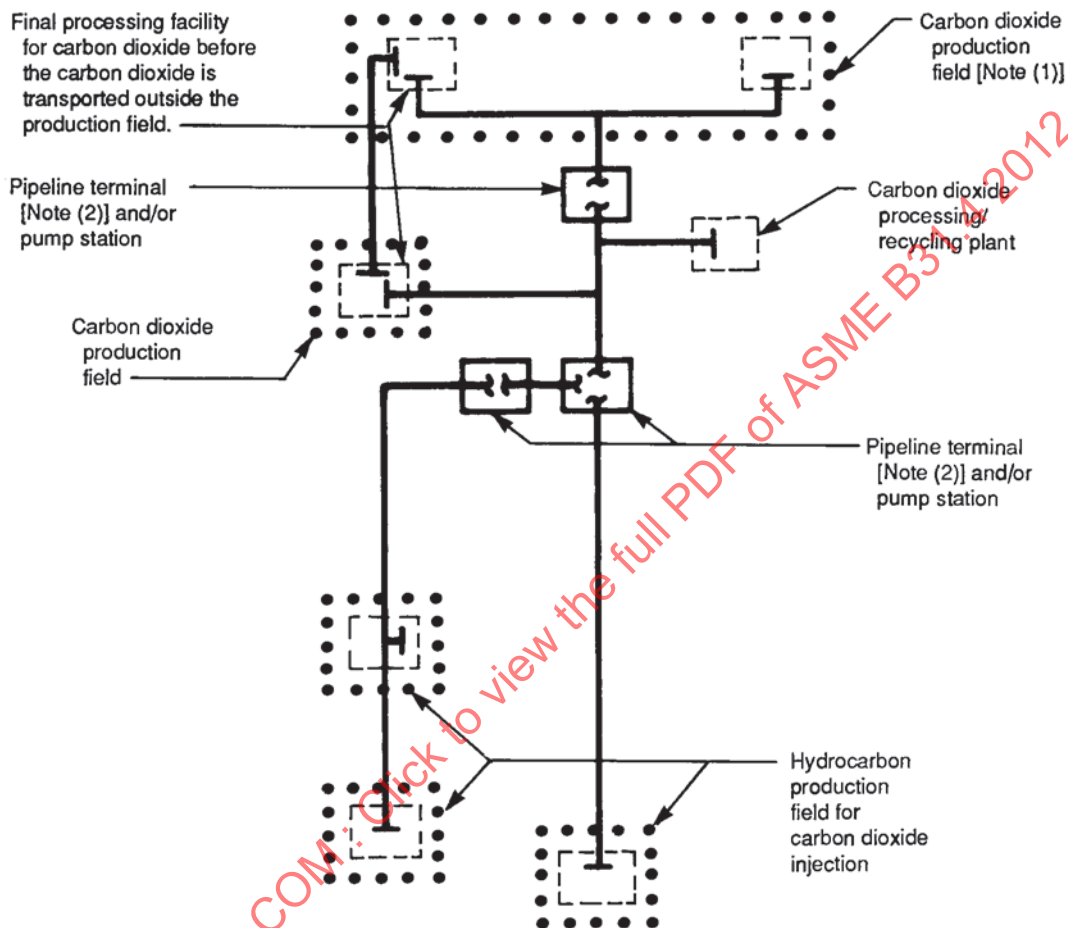 Final processing facility
for carbon dioxide before
the carbon dioxide is
transported outside the
production field.
Carbon dioxide
production
field [Note (1)]
Pipeline terminal
[Note (2)] and/or
pump station
Carbon dioxide
processing/
recycling plant
Carbon dioxide
production
field
Pipeline terminal
[Note (2)] and/or
pump station
Hydrocarbon
production
field for
carbon dioxide
injection
COM : Click to view the full PDF of ASME B31.4 2012